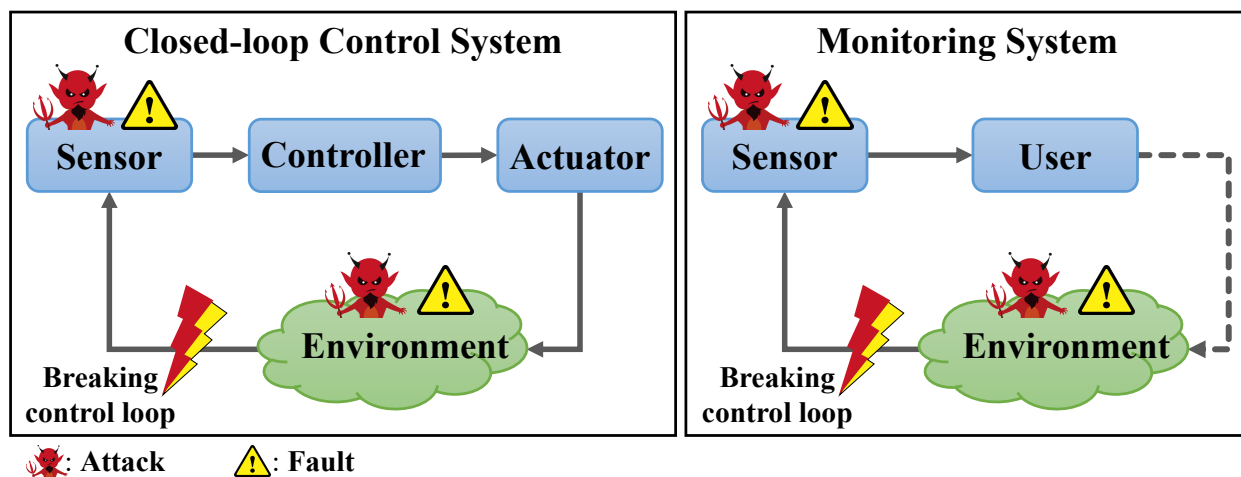 Closed-loop Control System
Sensor
Controller
Actuator
Environment
Breaking
control loop
Monitoring System
Sensor
User
Environment
Breaking
control loop
: Attack
: Fault